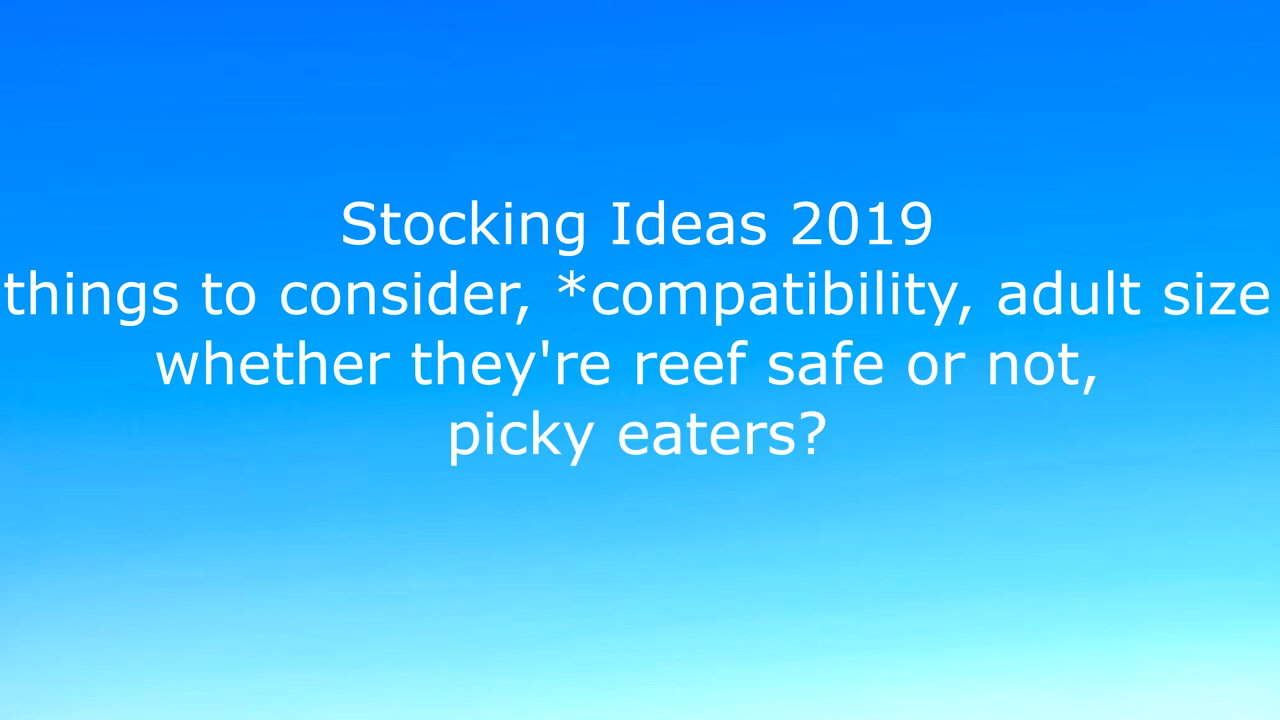 Stocking Ideas 2019
things to consider, *compatibility, adult size
whether they're reef safe or not,
picky eaters?